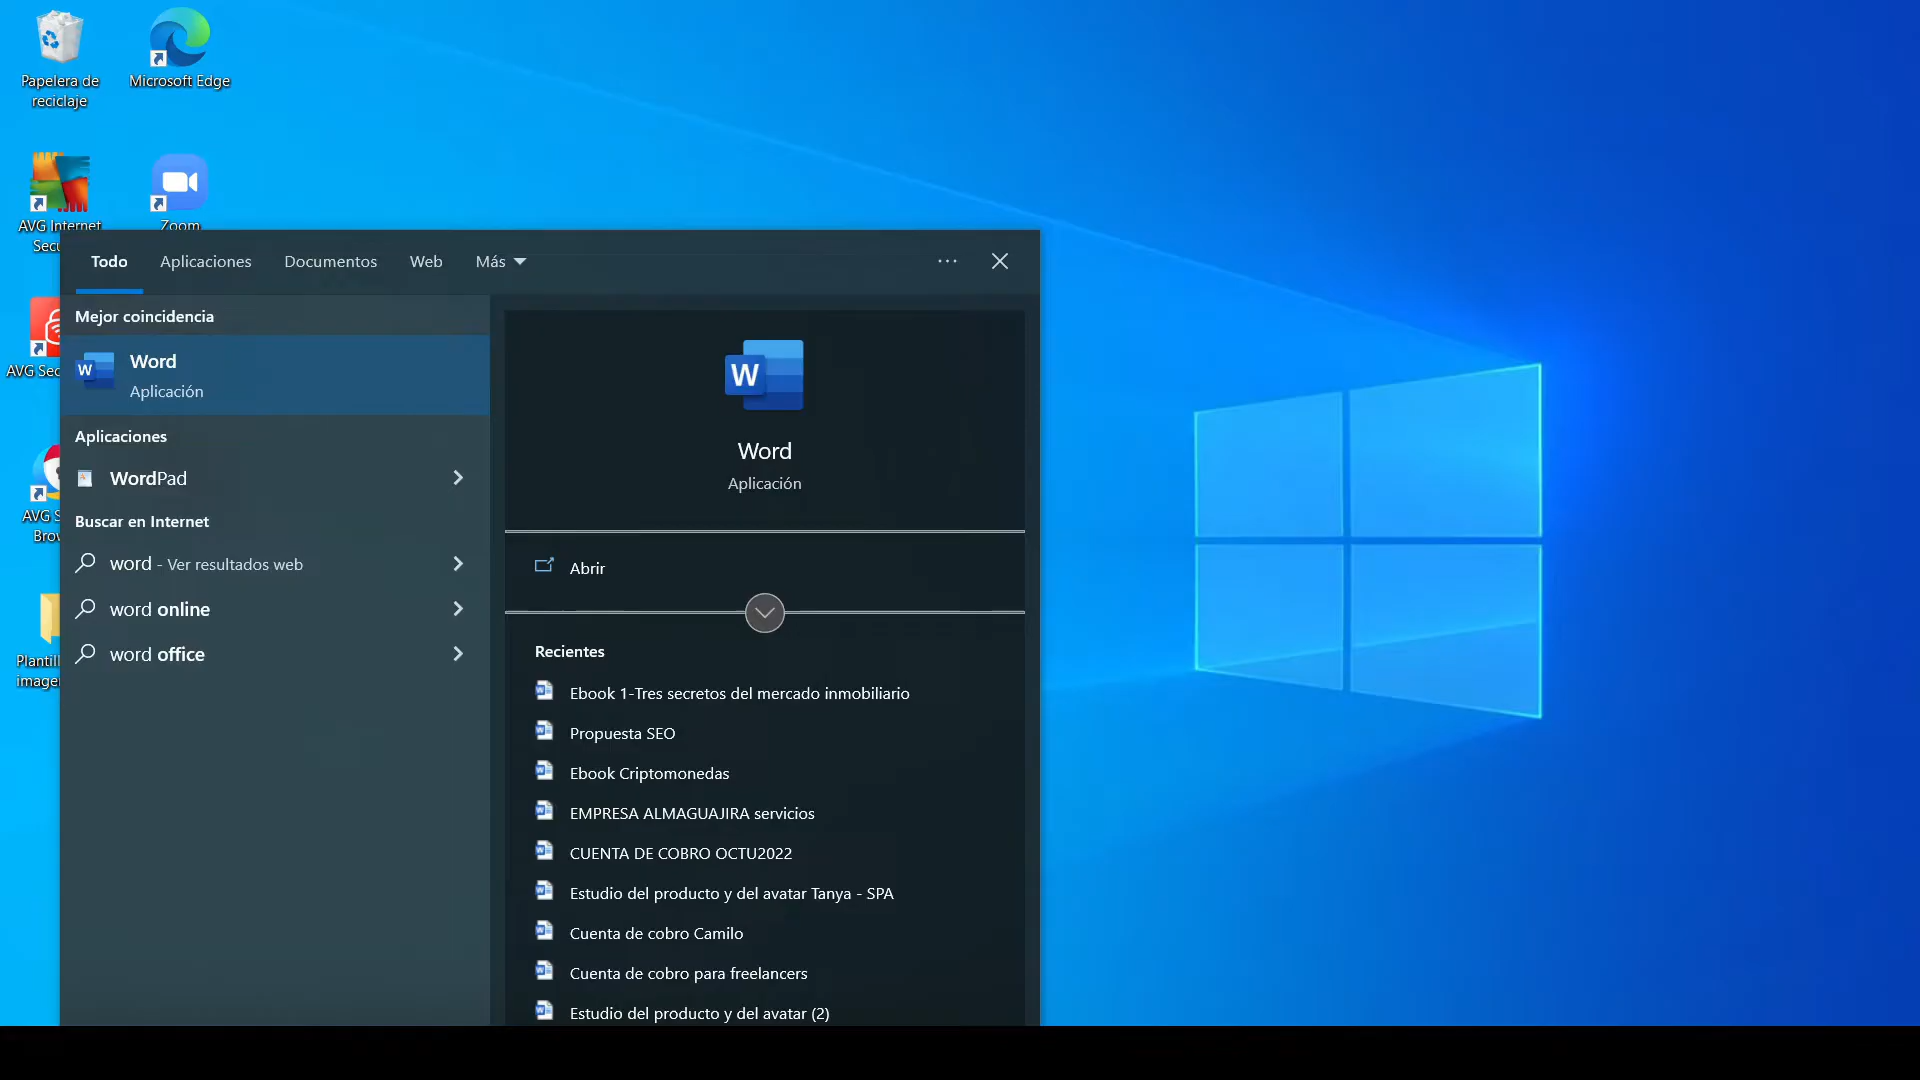 Papelera de
reciclaje
Microsoft Edge
AVG Internet
Secu
Zoom
AVG Sec
AVG S
Brow
Plantill
imager
Todo
Aplicaciones
Documentos
Web
Más
Mejor coincidencia
Word
Aplicación
Aplicaciones
WordPad
Buscar en Internet
word - Ver resultados web
word online
word office
W
Word
Aplicación
Abrir
Recientes
Ebook 1-Tres secretos del mercado inmobiliario
Propuesta SEO
Ebook Criptomonedas
EMPRESA ALMAGUAJIRA servicios
CUENTA DE COBRO OCTU2022
Estudio del producto y del avatar Tanya - SPA
Cuenta de cobro Camilo
Cuenta de cobro para freelancers
Estudio del producto y del avatar (2)